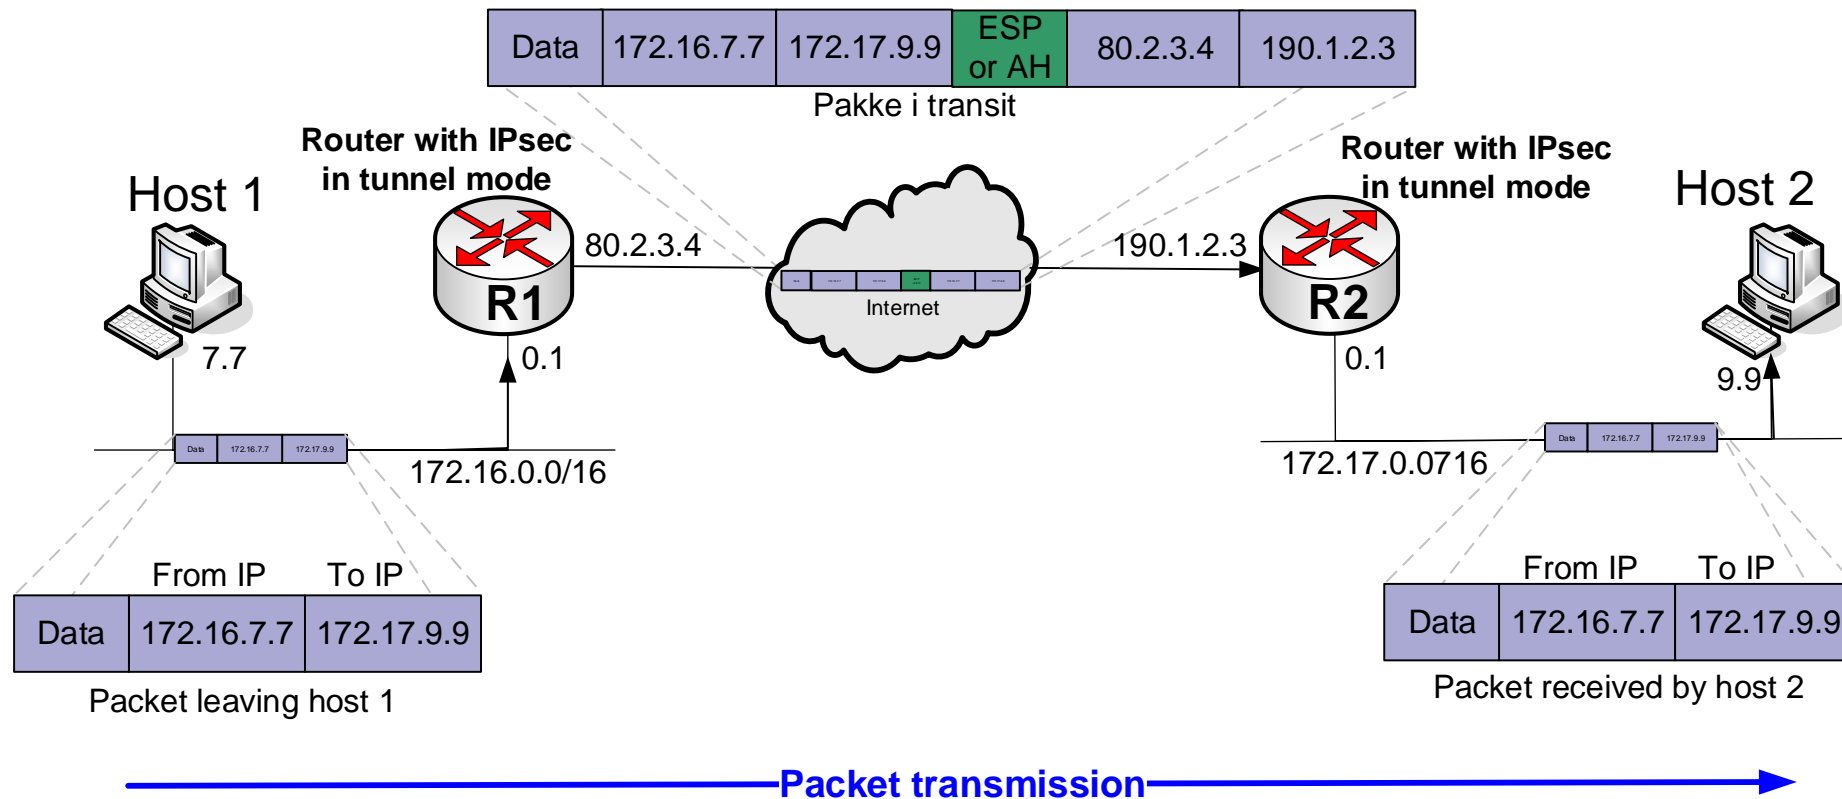 Data 172.16.7.7 172.17.9.9 ESP or AH 80.2.3.4 190.1.2.3
Pakke i transit
Router with IPsec
in tunnel mode
Router with IPsec
in tunnel mode
Host 1
Host 2
80.2.3.4
190.1.2.3
R1
Internet
R2
7.7
0.1
0.1
9.9
Data 172.16.7.7 172.17.9.9
172.16.0.0/16
172.17.0.0716
Data 172.16.7.7 172.17.9.9
From IP To IP
Data 172.16.7.7 172.17.9.9
Packet leaving host 1
From IP To IP
Data 172.16.7.7 172.17.9.9
Packet received by host 2
Packet transmission